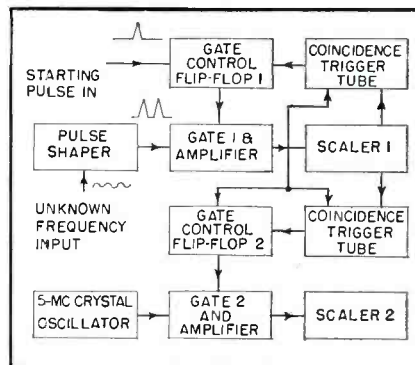 GATE
CONTROL
FLIP-FLOP 1
COINCIDENCE
TRIGGER
TUBE
STARTING
PULSE IN
PULSE
SHAPER
GATE 1 &
AMPLIFIER
SCALER 1
UNKNOWN
FREQUENCY
INPUT
GATE
CONTROL
FLIP-FLOP 2
COINCIDENCE
TRIGGER
TUBE
5-MC CRYSTAL
OSCILLATOR
GATE 2
AND
AMPLIFIER
SCALER 2